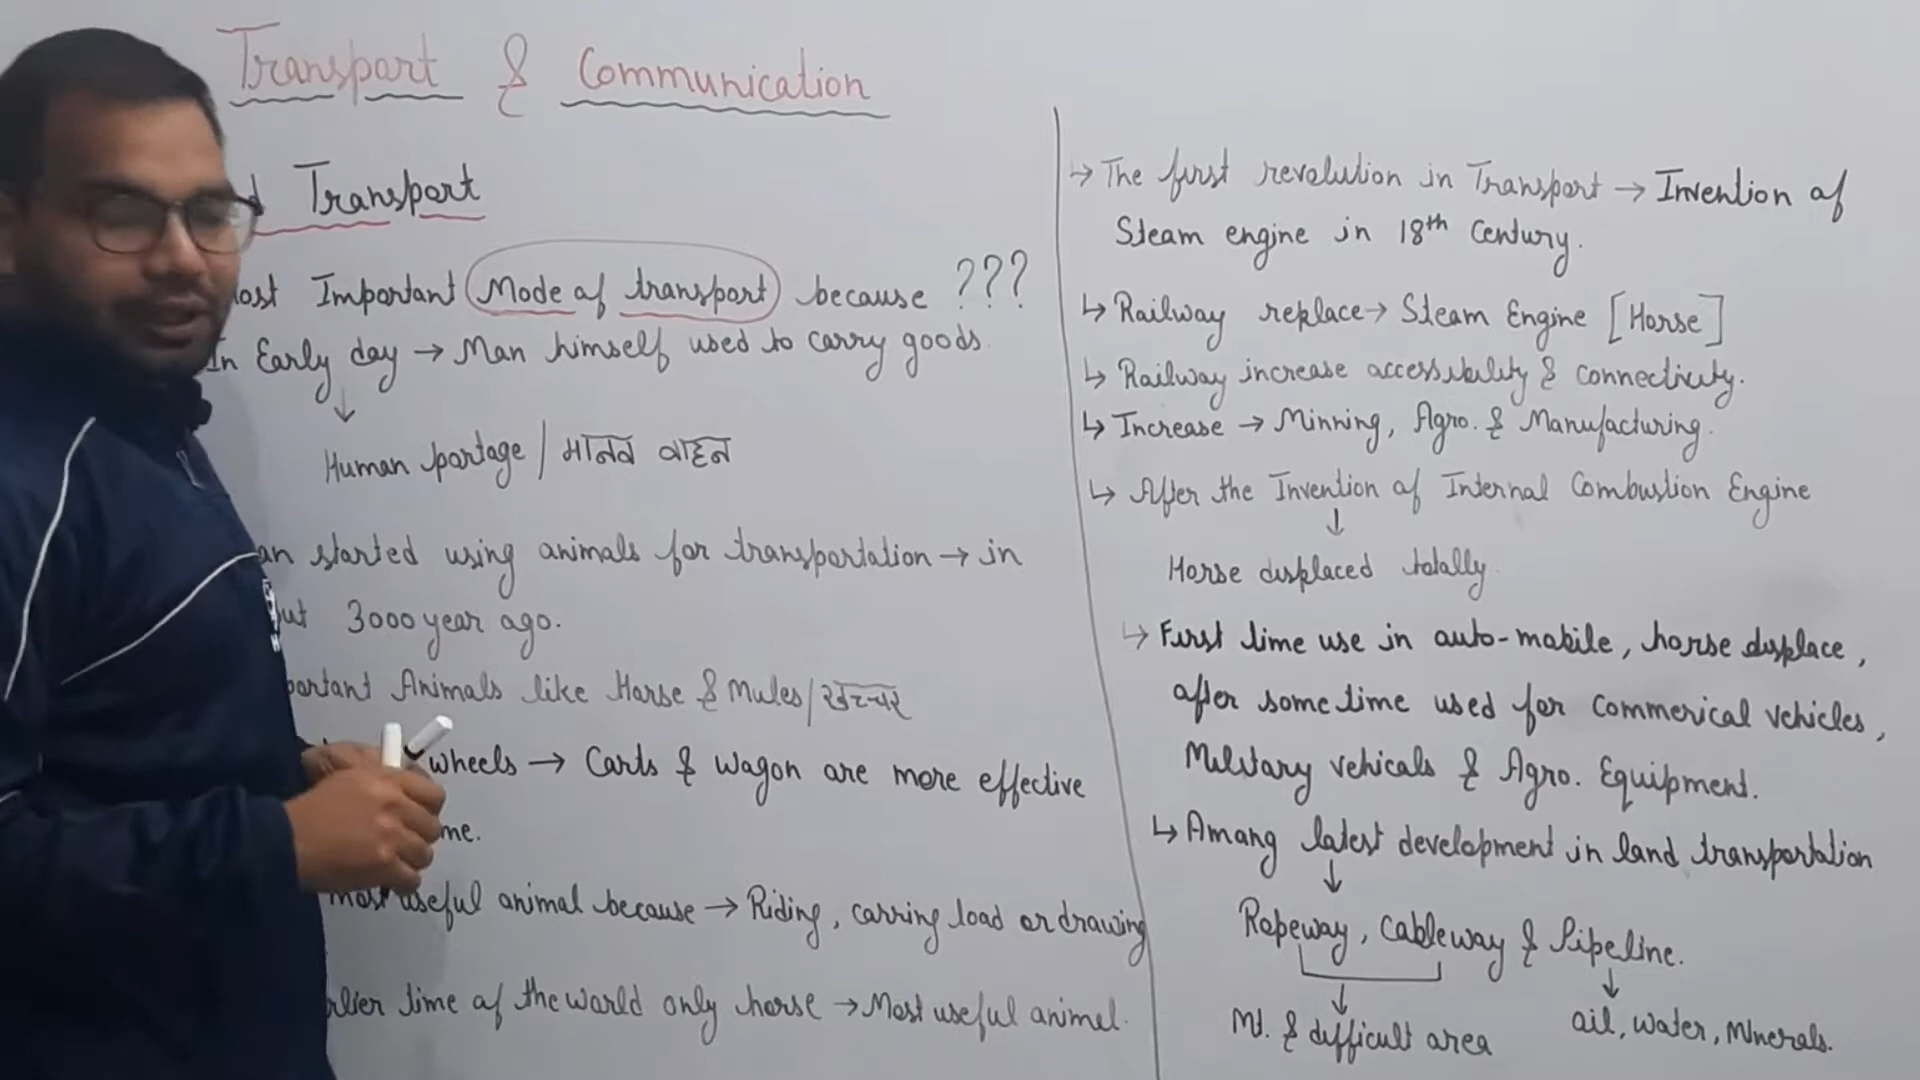 Transport & Communication
Transport
Important Mode of transport because ???
In Early day → Man himself used to carry goods
↓
Human portage / मानव वाहन
started using animals for transportation → in
3000 year ago.
Animals like Horse & Mules / खच्चर
wheels → Carts & wagon are more effective
most useful animal because → Riding, carring load or drawing
time of the world only horse → Most useful animal.
→ The first revolution in Transport → Invention of
Steam engine in 18th Century.
↳ Railway replace → Steam Engine [Horse]
↳ Railway increase accessibility & connectivity.
↳ Increase → Minning, Agro. & Manufacturing.
↳ After the Invention of Internal Combustion Engine
↓
Horse displaced totally
↳ First time use in auto-mobile, horse displace,
after some time used for commerical vehicles,
Military vehicals & Agro. Equipment.
↳ Among latest development in land transportation
↓
Ropeway, Cableway & Pipeline.
↓ ↓
Mt. & difficult area oil, water, Minerals.